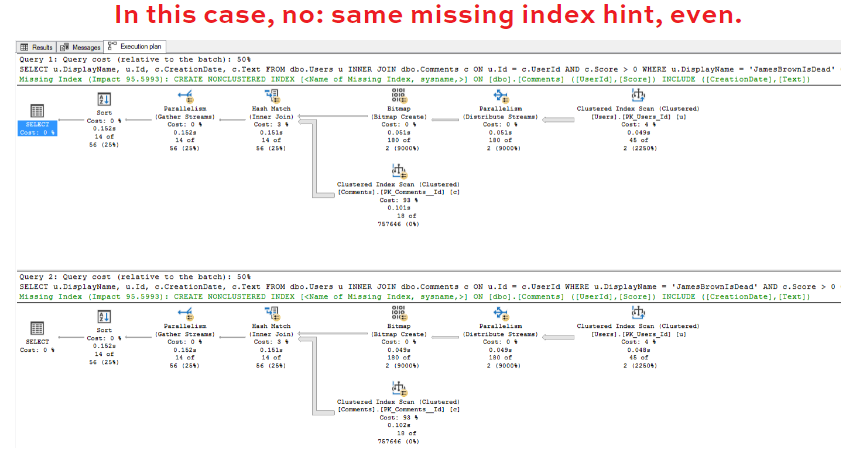 In this case, no: same missing index hint, even.
Results Messages Execution plan
Query 1: Query cost (relative to the batch): 50%
SELECT u.DisplayName, u.Id, c.CreationDate, c.Text FROM dbo.Users u INNER JOIN dbo.Comments c ON u.Id = c.UserId AND c.Score > 0 WHERE u.DisplayName = 'JamesBrownIsDead'
Missing Index (Impact 95.5993): CREATE NONCLUSTERED INDEX [<Name of Missing Index, sysname,>] ON [dbo].[Comments] ([UserId],[Score]) INCLUDE ([CreationDate],[Text])
SELECT
Cost: 0 %
Sort
Cost: 0 %
0.152s
14 of
56 (25%)
Parallelism
(Gather Streams)
Cost: 0 %
0.152s
14 of
56 (25%)
Hash Match
(Inner Join)
Cost: 3 %
0.151s
14 of
56 (25%)
Bitmap
(Bitmap Create)
Cost: 0 %
0.051s
180 of
2 (9000%)
Parallelism
(Distribute Streams)
Cost: 0 %
0.051s
180 of
2 (9000%)
Clustered Index Scan (Clustered)
[Users].[PK_Users_Id] [u]
Cost: 4 %
0.049s
45 of
2 (2250%)
Clustered Index Scan (Clustered)
[Comments].[PK_Comments__Id] [c]
Cost: 93 %
0.101s
18 of
757646 (0%)
Query 2: Query cost (relative to the batch): 50%
SELECT u.DisplayName, u.Id, c.CreationDate, c.Text FROM dbo.Users u INNER JOIN dbo.Comments c ON u.Id = c.UserId WHERE u.DisplayName = 'JamesBrownIsDead' AND c.Score > 0
Missing Index (Impact 95.5993): CREATE NONCLUSTERED INDEX [<Name of Missing Index, sysname,>] ON [dbo].[Comments] ([UserId],[Score]) INCLUDE ([CreationDate],[Text])
SELECT
Cost: 0 %
Sort
Cost: 0 %
0.152s
14 of
56 (25%)
Parallelism
(Gather Streams)
Cost: 0 %
0.152s
14 of
56 (25%)
Hash Match
(Inner Join)
Cost: 3 %
0.151s
14 of
56 (25%)
Bitmap
(Bitmap Create)
Cost: 0 %
0.049s
180 of
2 (9000%)
Parallelism
(Distribute Streams)
Cost: 0 %
0.049s
180 of
2 (9000%)
Clustered Index Scan (Clustered)
[Users].[PK_Users_Id] [u]
Cost: 4 %
0.048s
45 of
2 (2250%)
Clustered Index Scan (Clustered)
[Comments].[PK_Comments__Id] [c]
Cost: 93 %
0.102s
18 of
757646 (0%)